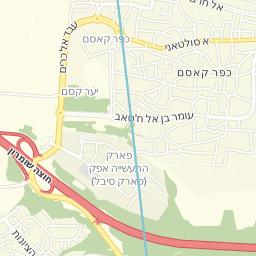 אל חרם
א סולטאני
כפר קאסם
עבד אלכרים
כפר קאסם
יער קסם
עומר בן אל ח'טאב
פארק
התעשייה אפק
(פארק סיבל)
חוצה שומרון
הציונות